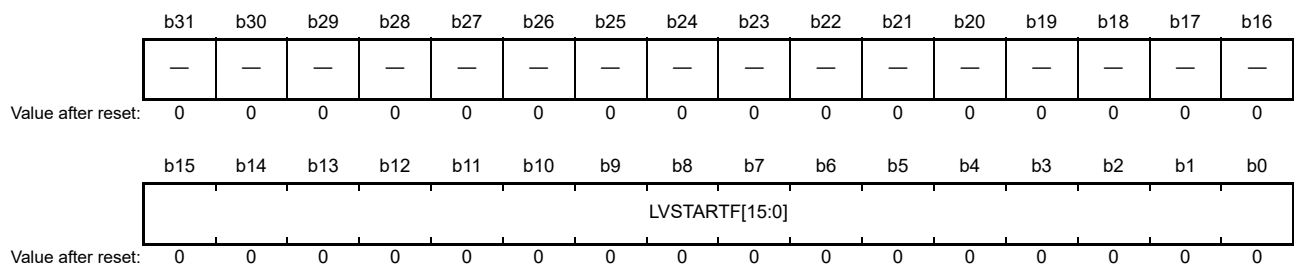 b31 b30 b29 b28 b27 b26 b25 b24 b23 b22 b21 b20 b19 b18 b17 b16
— — — — — — — — — — — — — — — —
Value after reset: 0 0 0 0 0 0 0 0 0 0 0 0 0 0 0 0
b15 b14 b13 b12 b11 b10 b9 b8 b7 b6 b5 b4 b3 b2 b1 b0
LVSTARTF[15:0]
Value after reset: 0 0 0 0 0 0 0 0 0 0 0 0 0 0 0 0